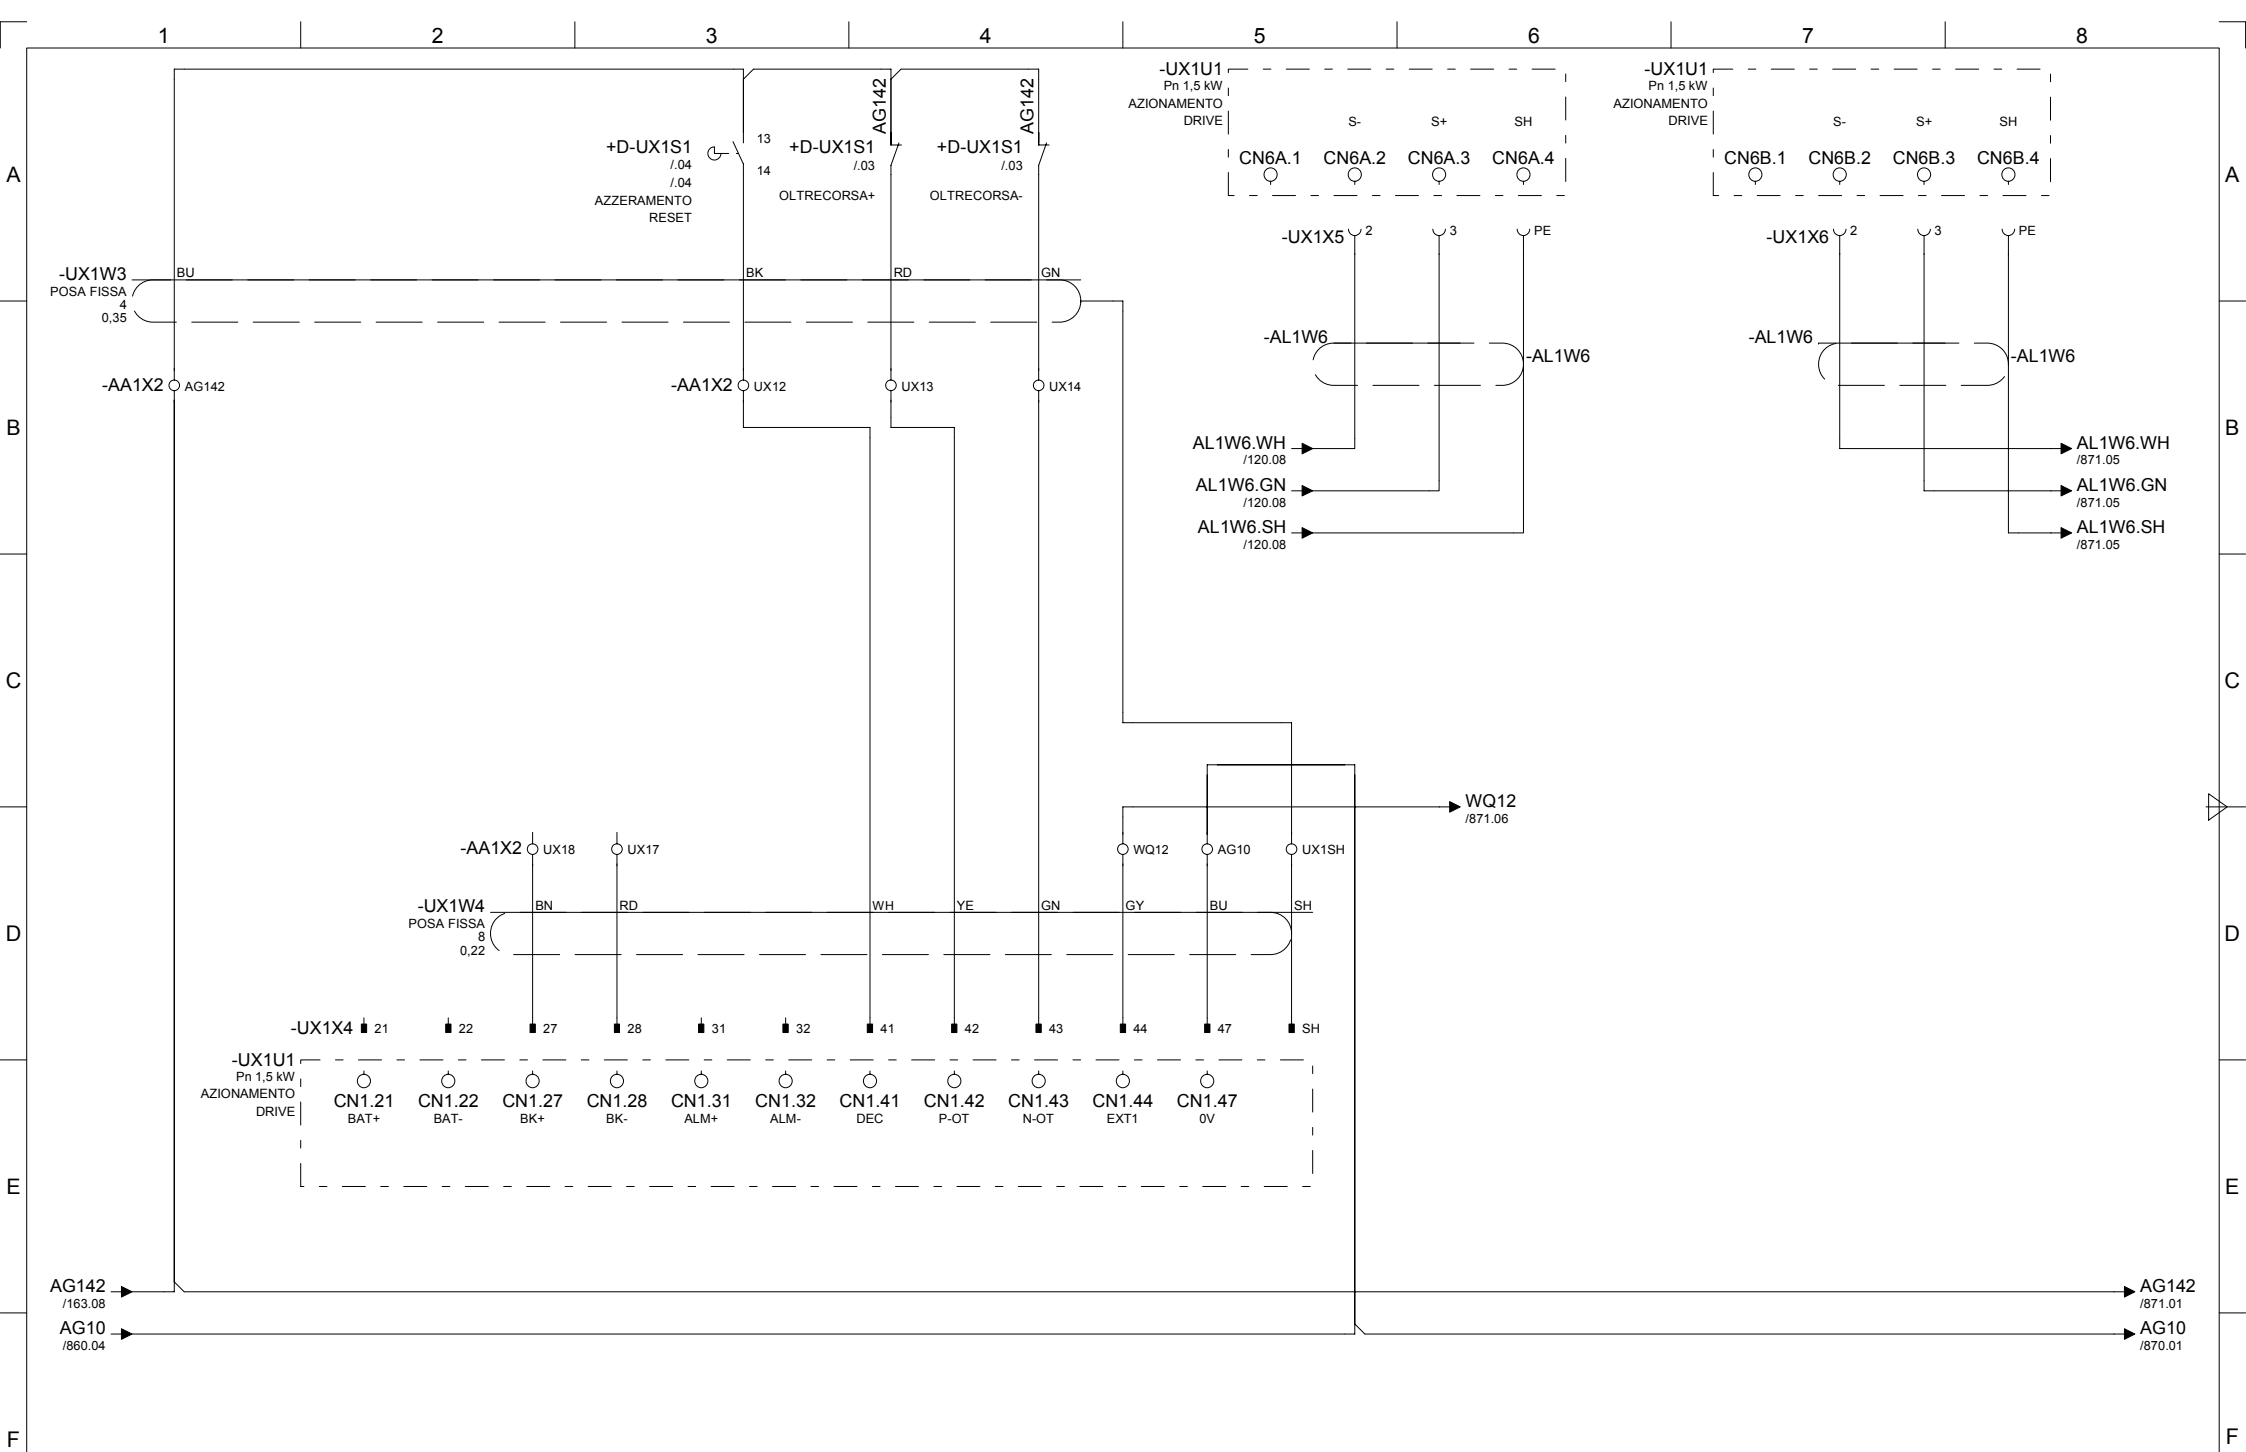 1 2 3 4 5 6 7 8
-UX1U1
Pn 1,5 kW
AZIONAMENTO
DRIVE
S- S+ SH
CN6A.1 CN6A.2 CN6A.3 CN6A.4
-UX1U1
Pn 1,5 kW
AZIONAMENTO
DRIVE
S- S+ SH
CN6B.1 CN6B.2 CN6B.3 CN6B.4
AG142
AG142
+D-UX1S1
/.04
/.04
AZZERAMENTO
RESET
13
14
+D-UX1S1
/.03
OLTRECORSA+
+D-UX1S1
/.03
OLTRECORSA-
A A
-UX1X5 2 3 PE
-UX1X6 2 3 PE
-UX1W3
POSA FISSA
4
0,35
BU BK RD GN
-AL1W6 -AL1W6
-AL1W6 -AL1W6
-AA1X2 AG142
-AA1X2 UX12 UX13 UX14
B B
AL1W6.WH
/120.08
AL1W6.GN
/120.08
AL1W6.SH
/120.08
AL1W6.WH
/871.05
AL1W6.GN
/871.05
AL1W6.SH
/871.05
C C
WQ12
/871.06
-AA1X2 UX18 UX17 WQ12 AG10 UX1SH
-UX1W4
POSA FISSA
8
0,22
BN RD WH YE GN GY BU SH
D D
-UX1X4 21 22 27 28 31 32 41 42 43 44 47 SH
-UX1U1
Pn 1,5 kW
AZIONAMENTO
DRIVE
CN1.21 CN1.22 CN1.27 CN1.28 CN1.31 CN1.32 CN1.41 CN1.42 CN1.43 CN1.44 CN1.47
BAT+ BAT- BK+ BK- ALM+ ALM- DEC P-OT N-OT EXT1 0V
E E
AG142
/163.08
AG142
/871.01
AG10
/860.04
AG10
/870.01
F F